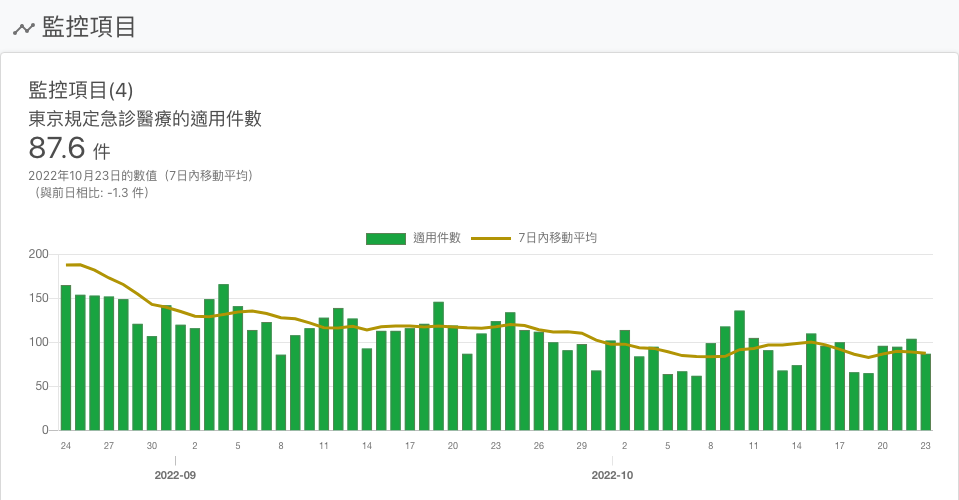 監控項目
監控項目(4)
東京規定急診醫療的適用件數
87.6 件
2022年10月23日的數值（7日內移動平均）
（與前日相比: -1.3 件）
適用件數 7日內移動平均
200
150
100
50
0
24 27 30 2 5 8 11 14 17 20 23 26 29 2 5 8 11 14 17 20 23
2022-09 2022-10